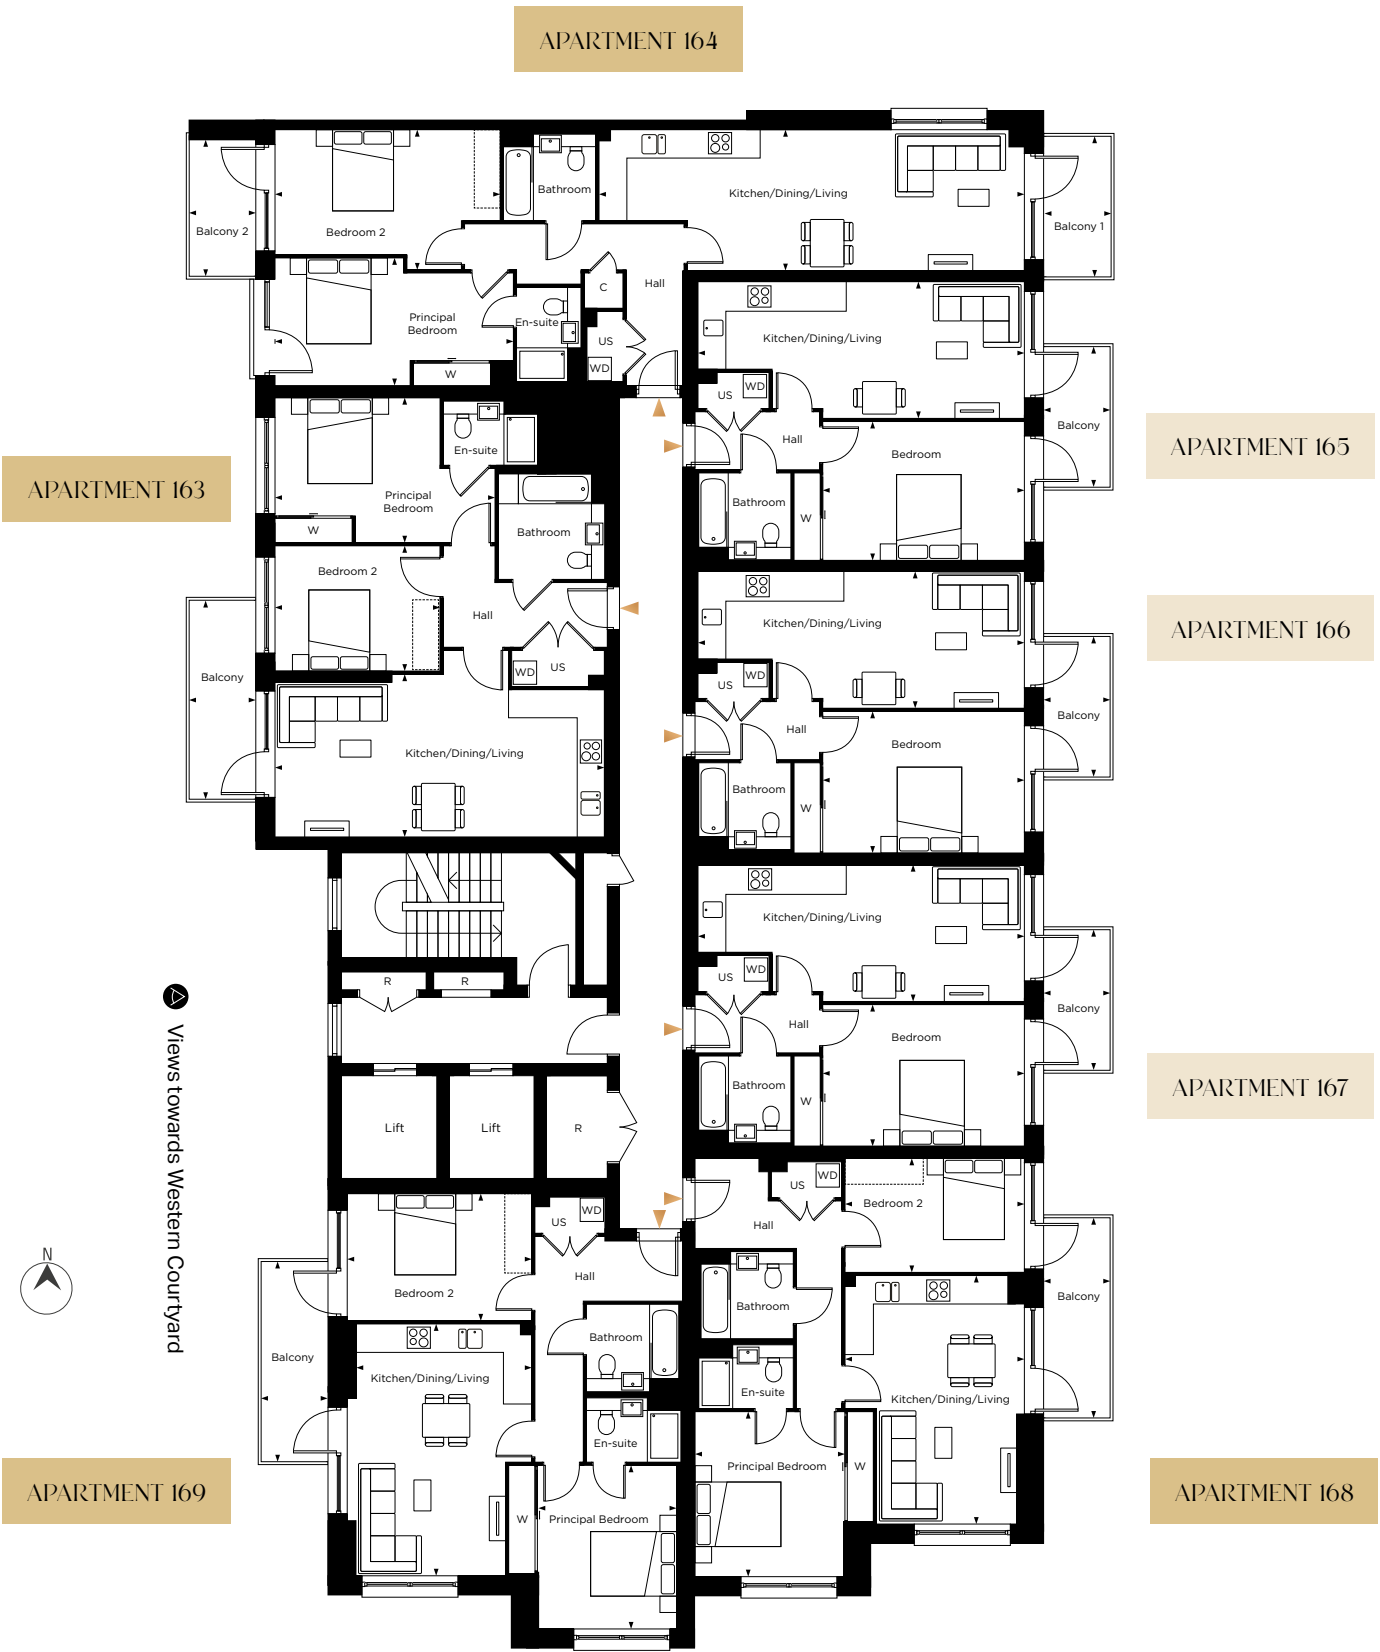 APARTMENT 164
Bathroom
Kitchen/Dining/Living
Balcony 2
Bedroom 2
Balcony 1
Hall
C
Principal
Bedroom
En-suite
US
WD
W
Kitchen/Dining/Living
US
WD
Hall
Balcony
Bedroom
Bathroom
W
APARTMENT 165
APARTMENT 163
En-suite
Principal
Bedroom
W
Bathroom
Bedroom 2
Hall
WD
US
Balcony
Kitchen/Dining/Living
Kitchen/Dining/Living
US
WD
Hall
Balcony
Bedroom
Bathroom
W
APARTMENT 166
Kitchen/Dining/Living
US
WD
Hall
Balcony
Bedroom
Bathroom
W
APARTMENT 167
R
R
Lift
Lift
R
Views towards Western Courtyard
N
US
WD
Bedroom 2
Hall
Balcony
Bathroom
En-suite
Kitchen/Dining/Living
Principal Bedroom
W
APARTMENT 168
US
WD
Hall
Bedroom 2
Bathroom
Balcony
Kitchen/Dining/Living
En-suite
W
Principal Bedroom
APARTMENT 169